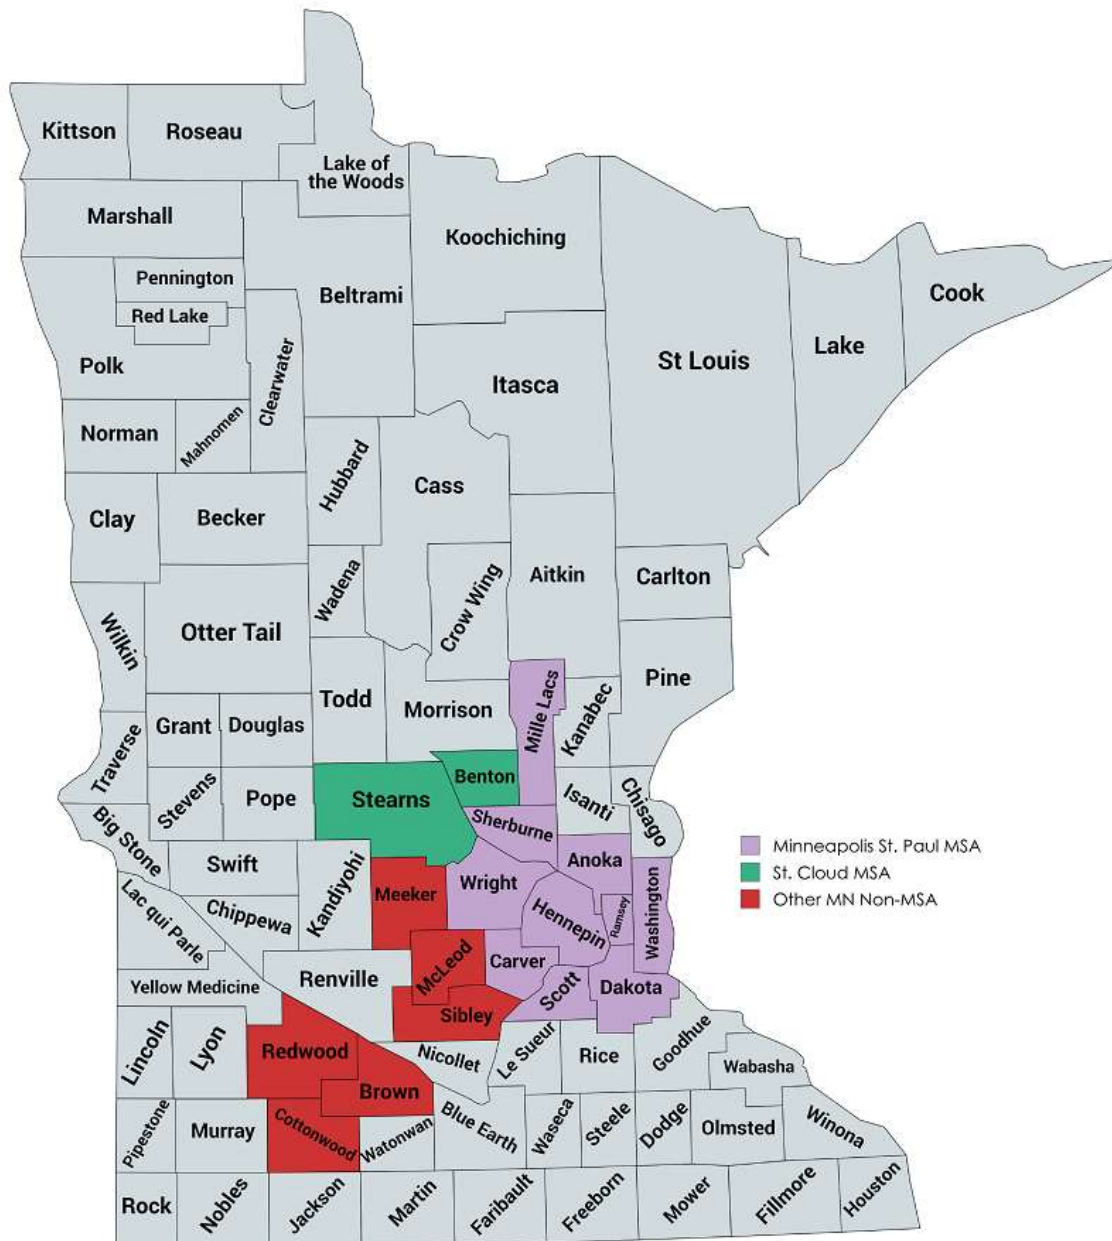 Kittson
Roseau
Lake of
the Woods
Marshall
Koochiching
Pennington
Beltrami
Cook
Red Lake
St Louis
Lake
Polk
Clearwater
Itasca
Norman
Mahnomen
Hubbard
Cass
Clay
Becker
Aitkin
Carlton
Wadena
Crow Wing
Wilkin
Otter Tail
Pine
Todd
Morrison
Mille Lacs
Kanabec
Grant
Douglas
Traverse
Stevens
Pope
Stearns
Benton
Isanti
Chisago
Big Stone
Sherburne
Swift
Anoka
Minneapolis St. Paul MSA
St. Cloud MSA
Other MN Non-MSA
Kandiyohi
Meeker
Wright
Lac qui Parle
Chippewa
Hennepin
Ramsey
Washington
Renville
McLeod
Carver
Yellow Medicine
Scott
Dakota
Sibley
Lincoln
Lyon
Redwood
Nicollet
Le Sueur
Rice
Goodhue
Wabasha
Brown
Pipestone
Murray
Cottonwood
Watonwan
Blue Earth
Waseca
Steele
Dodge
Olmsted
Winona
Rock
Nobles
Jackson
Martin
Faribault
Freeborn
Mower
Fillmore
Houston